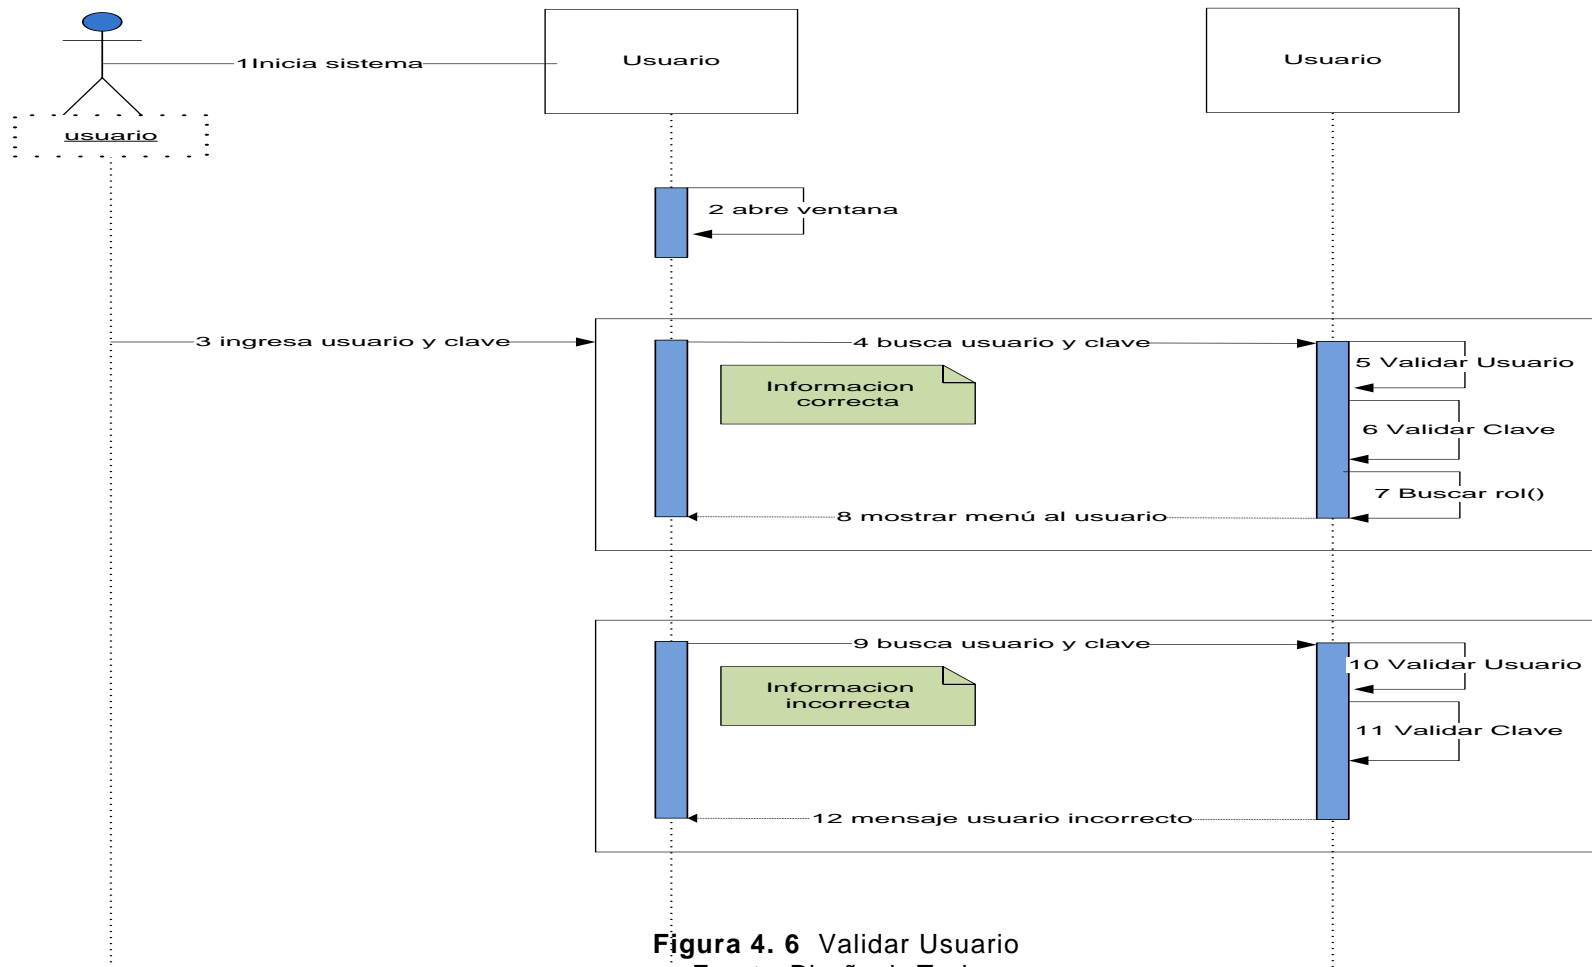 1Inicia sistema
Usuario
Usuario
usuario
2 abre ventana
3 ingresa usuario y clave
4 busca usuario y clave
5 Validar Usuario
Informacion
correcta
6 Validar Clave
7 Buscar rol()
8 mostrar menú al usuario
9 busca usuario y clave
10 Validar Usuario
Informacion
incorrecta
11 Validar Clave
12 mensaje usuario incorrecto
Figura 4. 6 Validar Usuario